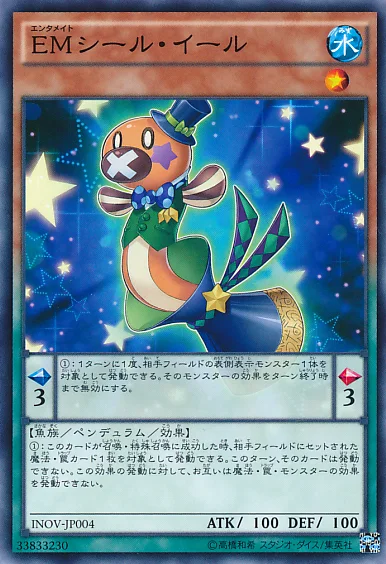 エンタメイト
EMシール・イール
水
①:1ターンに1度、相手フィールドの表側表示モンスター1体を
対象として発動できる。そのモンスターの効果をターン終了時
まで無効にする。
3
3
【魚族/ペンデュラム/効果】
①:このカードが召喚・特殊召喚に成功した時、相手フィールドにセットされた
魔法・罠カード1枚を対象として発動できる。このターン、そのカードは発動
できない。この効果の発動に対して、お互いは魔法・罠・モンスターの効果を
発動できない。
INOV-JP004
ATK/ 100 DEF/ 100
33833230
©高橋和希 スタジオ・ダイス/集英社